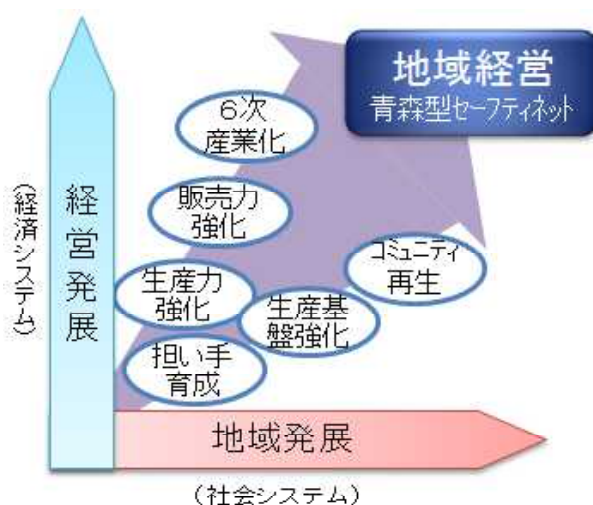 地域経営
青森型セーフティネット
６次
産業化
販売力
強化
コミュニティ
再生
生産力
強化
生産基
盤強化
担い手
育成
経営発展
（経済システム）
地域発展
（社会システム）